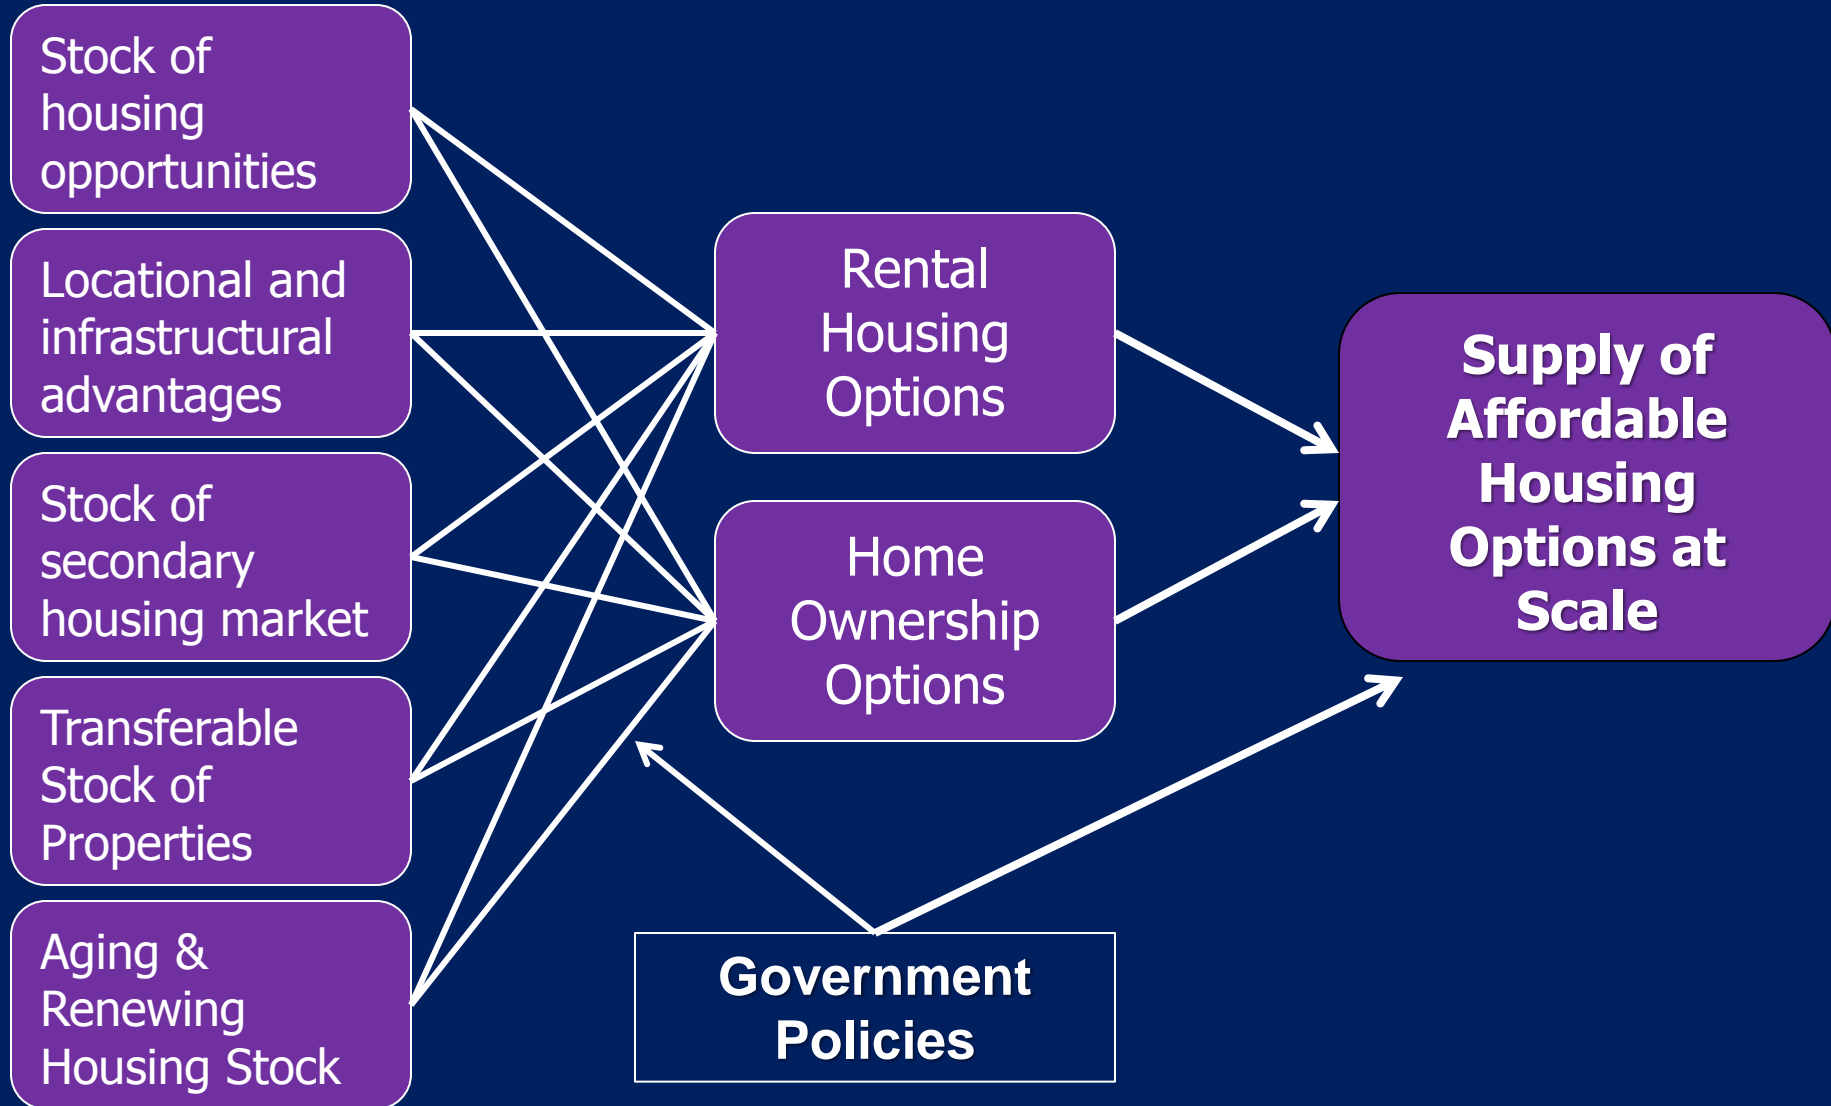 Stock of
housing
opportunities
Locational and
infrastructural
advantages
Stock of
secondary
housing market
Transferable
Stock of
Properties
Aging &
Renewing
Housing Stock
Rental
Housing
Options
Home
Ownership
Options
Government
Policies
Supply of
Affordable
Housing
Options at
Scale